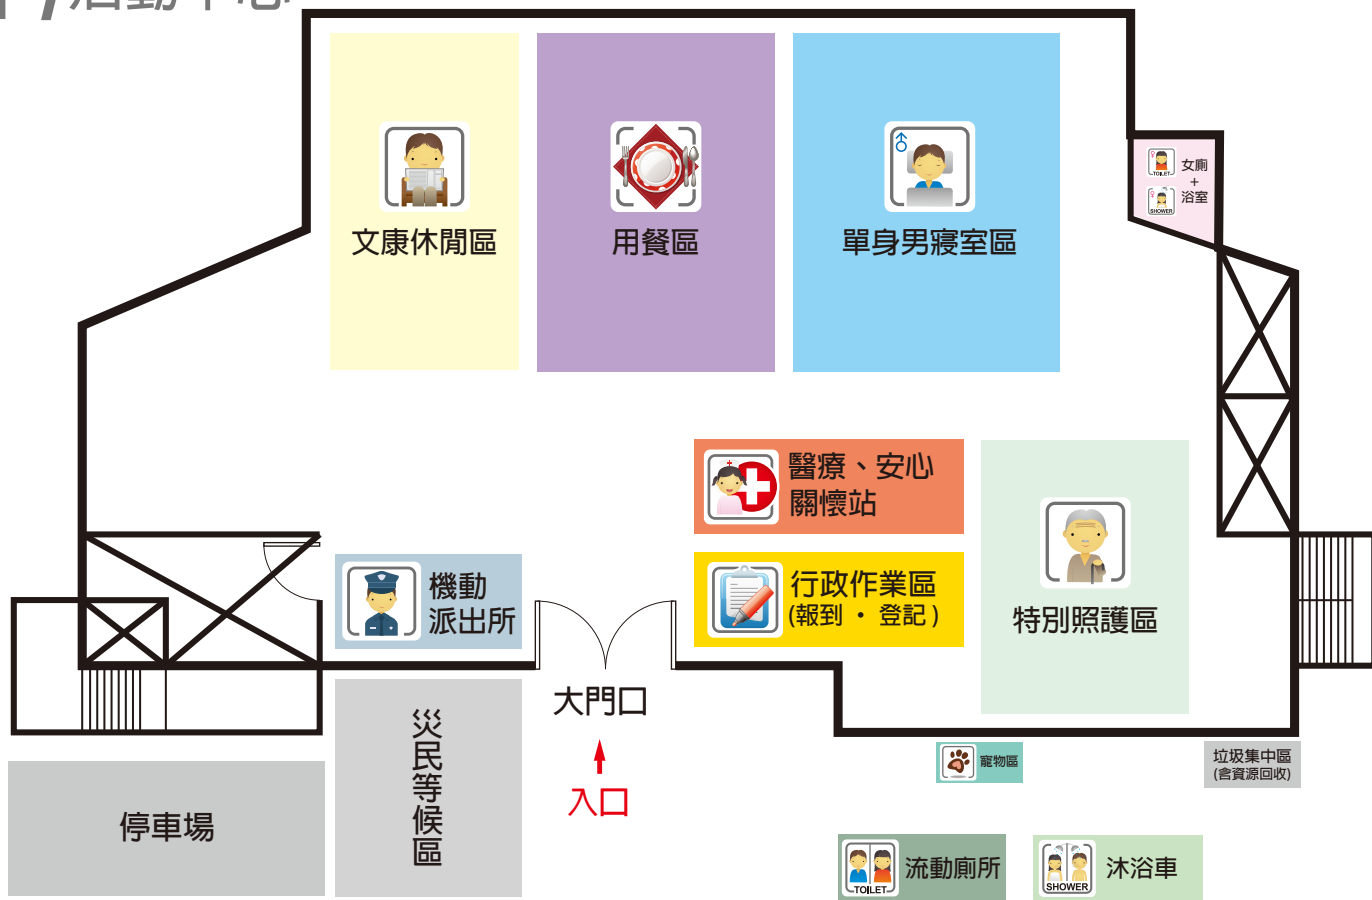 活動中心
文康休閒區
用餐區
♂
單身男寢室區
TOILET
女廁
+
浴室
SHOWER
醫療、安心
關懷站
行政作業區
(報到 ・ 登記)
特別照護區
機動
派出所
大門口
入口
災民等候區
停車場
寵物區
垃圾集中區
(含資源回收)
TOILET
流動廁所
SHOWER
沐浴車